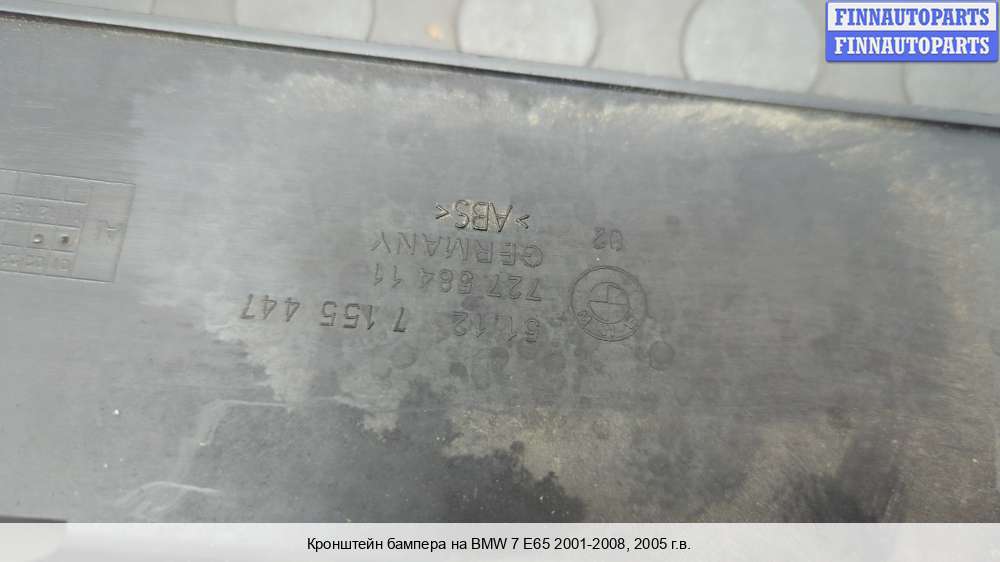 FINNAUTOPARTS
FINNAUTOPARTS
51.12 7 155 447
727 584 11
GERMANY
>ABS<
02
Кронштейн бампера на BMW 7 E65 2001-2008, 2005 г.в.